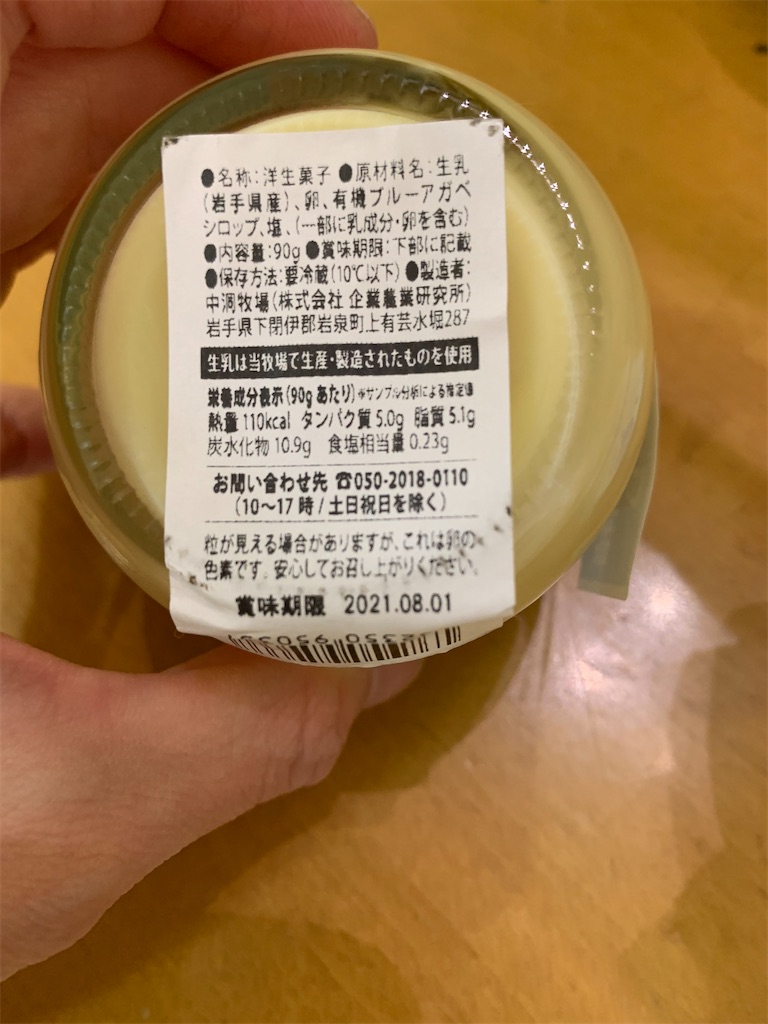 ●名称:洋生菓子 ●原材料名:生乳
(岩手県産)、卵、有機ブルーアガベ
シロップ、塩、(一部に乳成分・卵を含む)
●内容量:90g ●賞味期限:下部に記載
●保存方法:要冷蔵(10℃以下) ●製造者:
中洞牧場(株式会社 企業農業研究所)
岩手県下閉伊郡岩泉町上有芸水堀287
生乳は当牧場で生産・製造されたものを使用
栄養成分表示(90gあたり)※サンプル分析による推定値
熱量 110kcal タンパク質 5.0g 脂質 5.1g
炭水化物 10.9g 食塩相当量 0.23g
お問い合わせ先 ☎050-2018-0110
(10〜17時/土日祝日を除く)
粒が見える場合がありますが、これは卵の
色素です。安心してお召し上がりください。
賞味期限 2021.08.01